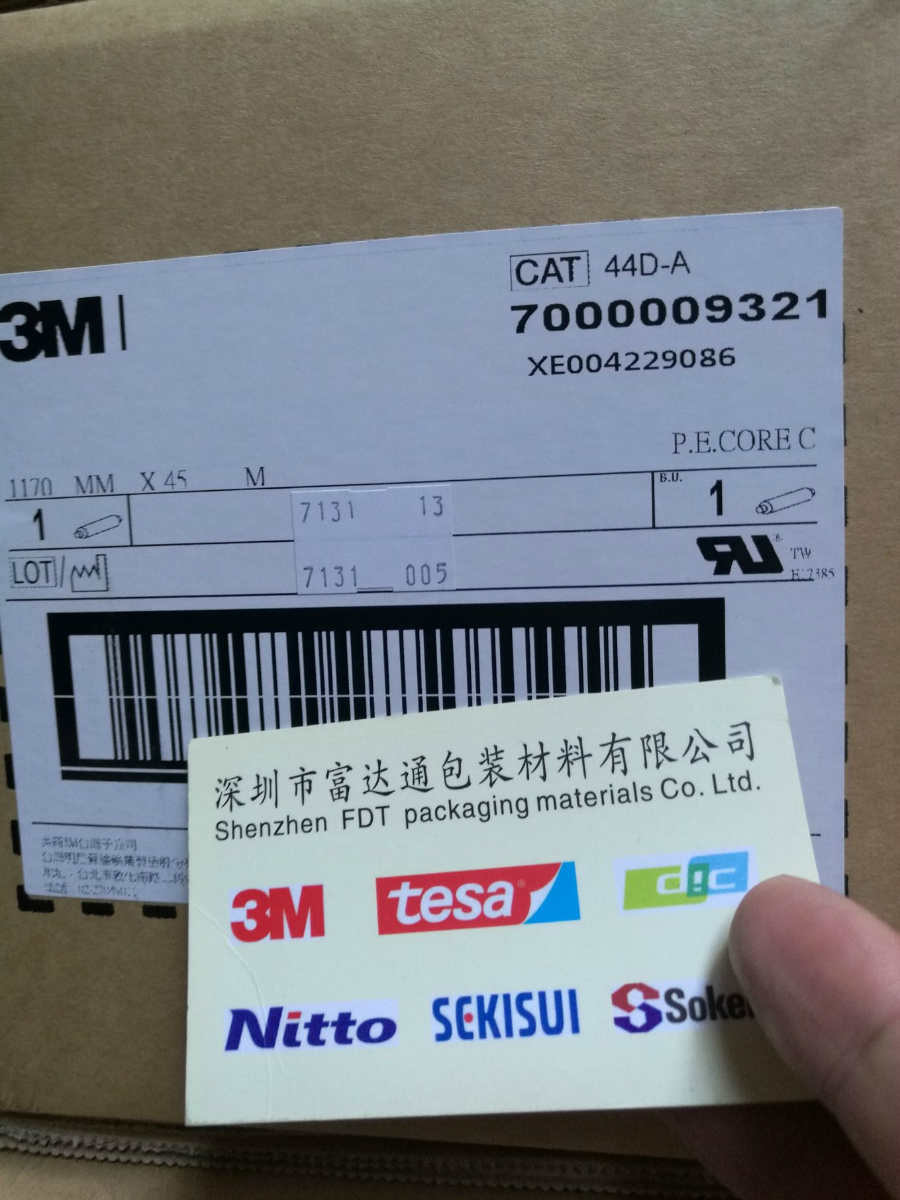 3M
CAT 44D-A
7000009321
XE004229086
P.E.CORE C
1170 MM X 45 M
1
7131 13
B.U.
1
LOT
7131__005
TW
深圳市富达通包装材料有限公司
Shenzhen FDT packaging materials Co. Ltd.
3M tesa dic
Nitto SEKISUI